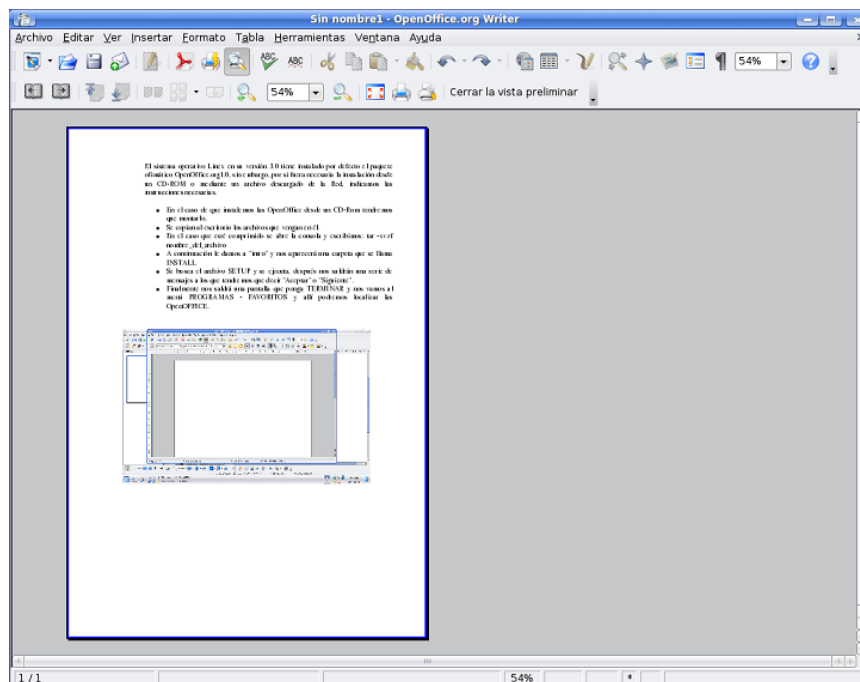 Sin nombre1 - OpenOffice.org Writer
Archivo Editar Ver Insertar Formato Tabla Herramientas Ventana Ayuda
54%
54% Cerrar la vista preliminar
El sistema operativo Linex en su versión 3.0 tiene instalado por defecto el paquete
ofimático OpenOffice.org1.0, sin embargo, por si fuera necesaria la instalación desde
un CD-ROM o mediante un archivo descargado de la Red, indicamos las
instrucciones necesarias.
En el caso de que instalemos las OpenOffice desde un CD-Rom tendremos
que montarlo.
Se copian al escritorio los archivos que vengan en él.
En el caso que esté comprimido se abre la consola y escribimos: tar -xvzf
nombre_del_archivo
A continuación le damos a "intro" y nos aparecerá una carpeta que se llama
INSTALL.
Se busca el archivo SETUP y se ejecuta, después nos saldrán una serie de
mensajes a los que tendremos que decir "Aceptar" o "Siguiente".
Finalmente nos saldrá una pantalla que ponga TERMINAR y nos vamos al
menú PROGRAMAS - FAVORITOS y allí podremos localizar las
OpenOFFICE.
1 / 1 54% *